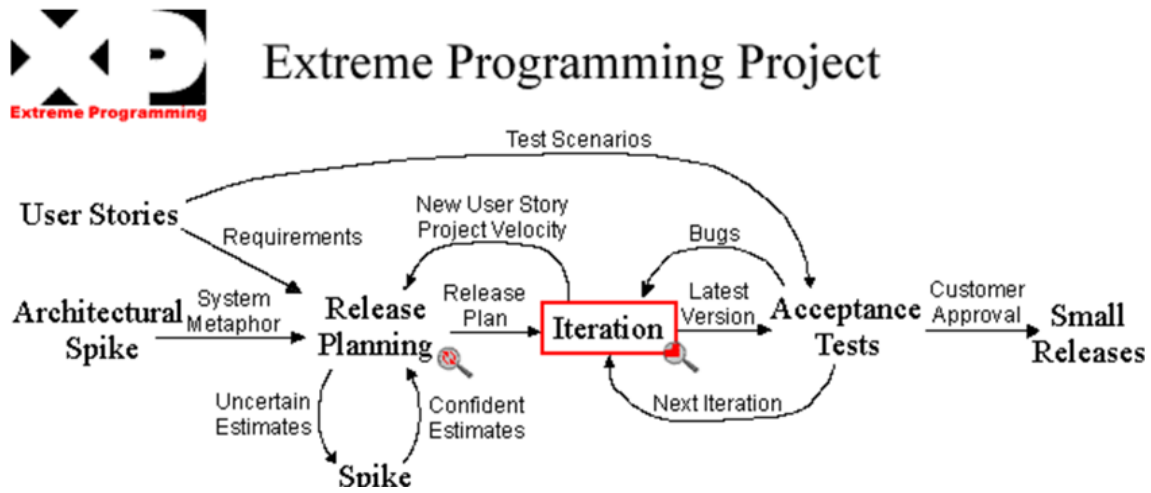 XP
Extreme Programming
Extreme Programming Project
Test Scenarios
User Stories
Requirements
New User Story
Project Velocity
Bugs
Architectural
Spike
System
Metaphor
Release
Planning
Release
Plan
Iteration
Latest
Version
Acceptance
Tests
Customer
Approval
Small
Releases
Uncertain
Estimates
Confident
Estimates
Next Iteration
Spike